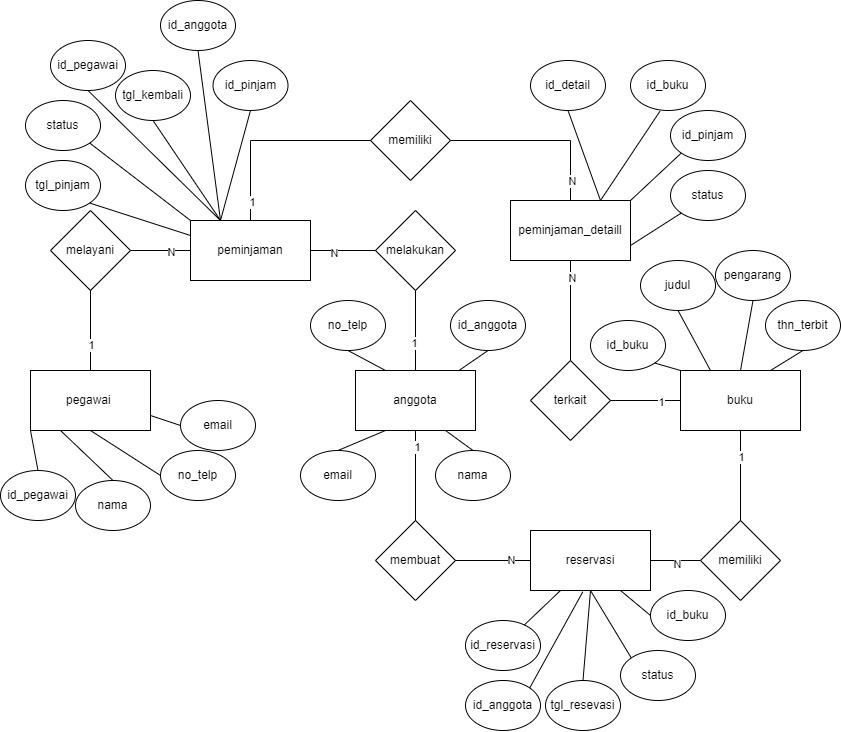 id_anggota
id_pegawai
tgl_kembali
id_pinjam
id_detail
id_buku
status
memiliki
id_pinjam
tgl_pinjam
status
1
N
melayani
N
peminjaman
N
melakukan
peminjaman_detaill
N
judul
pengarang
no_telp
id_anggota
thn_terbit
1
1
id_buku
pegawai
anggota
terkait
1
buku
email
1
1
id_pegawai
nama
no_telp
email
nama
membuat
N
reservasi
N
memiliki
id_reservasi
id_buku
id_anggota
tgl_resevasi
status